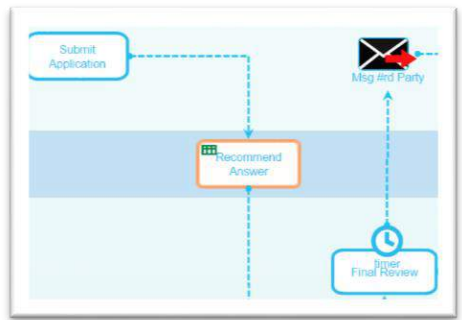 Submit
Application
Msg #rd Party
Recommend
Answer
timer
Final Review